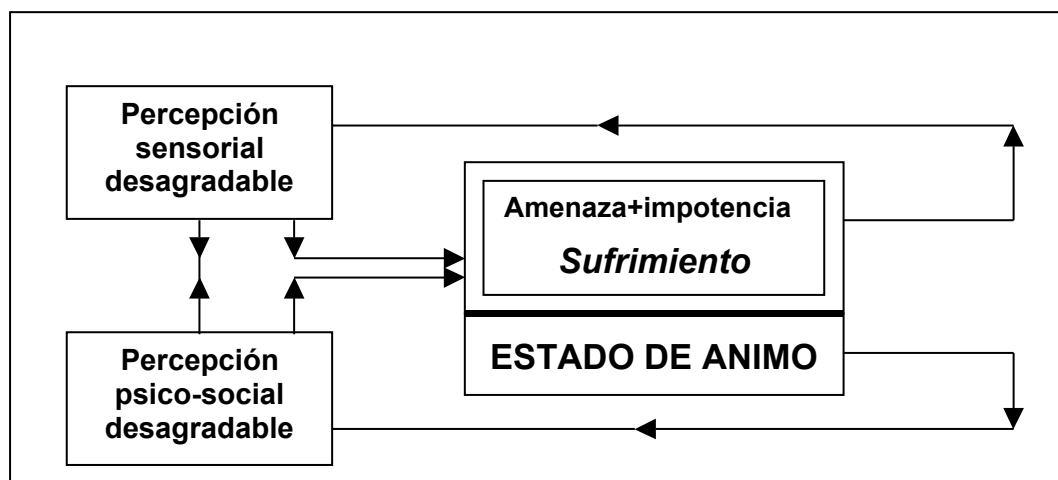 Percepción
sensorial
desagradable
Amenaza+impotencia
Sufrimiento
ESTADO DE ANIMO
Percepción
psico-social
desagradable